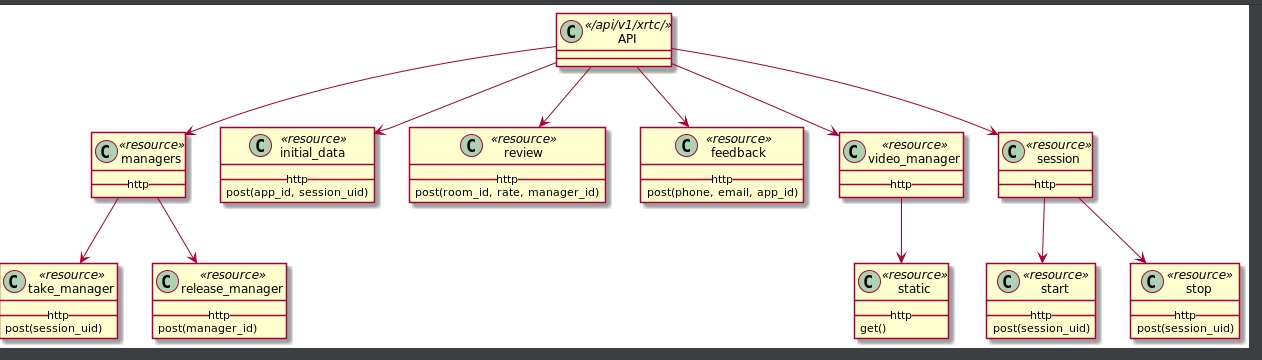 C «/api/v1/xrtc/»
API
C «resource»
managers
http
C «resource»
initial_data
http
post(app_id, session_uid)
C «resource»
review
http
post(room_id, rate, manager_id)
C «resource»
feedback
http
post(phone, email, app_id)
C «resource»
video_manager
http
C «resource»
session
http
C «resource»
take_manager
http
post(session_uid)
C «resource»
release_manager
http
post(manager_id)
C «resource»
static
http
get()
C «resource»
start
http
post(session_uid)
C «resource»
stop
http
post(session_uid)